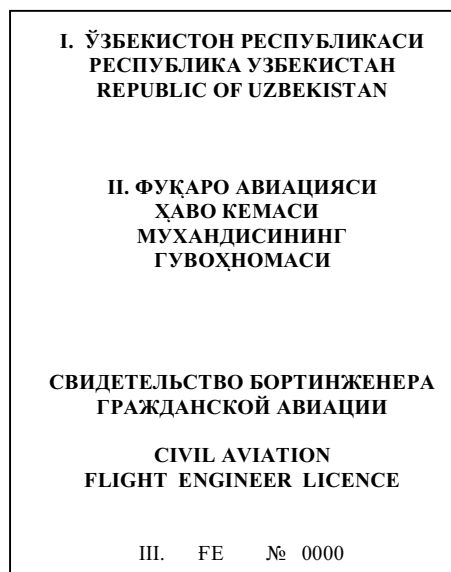 I. ЎЗБЕКИСТОН РЕСПУБЛИКАСИ
РЕСПУБЛИКА УЗБЕКИСТАН
REPUBLIC OF UZBEKISTAN
II. ФУҚАРО АВИАЦИЯСИ
ҲАВО КЕМАСИ
МУХАНДИСИНИНГ
ГУВОҲНОМАСИ
СВИДЕТЕЛЬСТВО БОРТИНЖЕНЕРА
ГРАЖДАНСКОЙ АВИАЦИИ
CIVIL AVIATION
FLIGHT ENGINEER LICENCE
III. FE № 0000